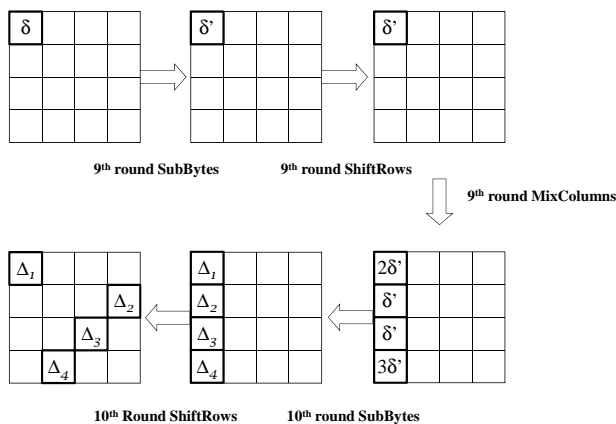 δ δ’ δ’
9th round SubBytes 9th round ShiftRows
9th round MixColumns
Δ1 Δ1 2δ’
Δ2 Δ2 δ’
Δ3 Δ3 δ’
Δ4 Δ4 3δ’
10th Round ShiftRows 10th round SubBytes